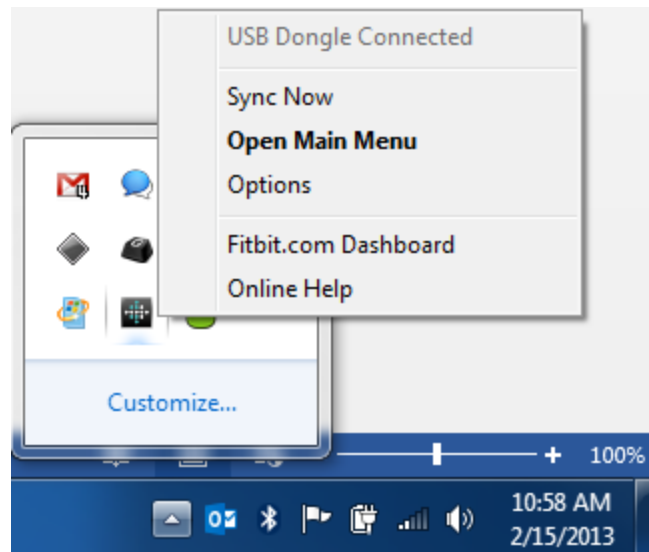 USB Dongle Connected
Sync Now
Open Main Menu
Options
Fitbit.com Dashboard
Online Help
Customize...
100%
10:58 AM
2/15/2013